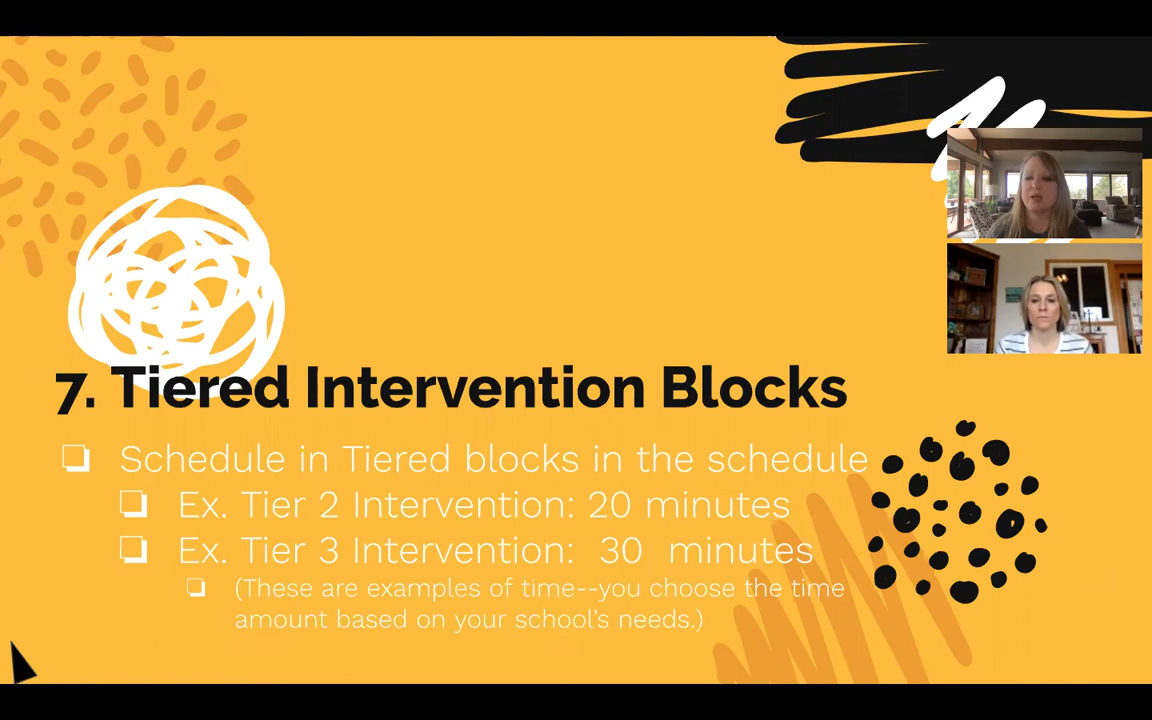 7. Tiered Intervention Blocks
Schedule in Tiered blocks in the schedule
Ex. Tier 2 Intervention: 20 minutes
Ex. Tier 3 Intervention: 30 minutes
(These are examples of time--you choose the time
amount based on your school's needs.)